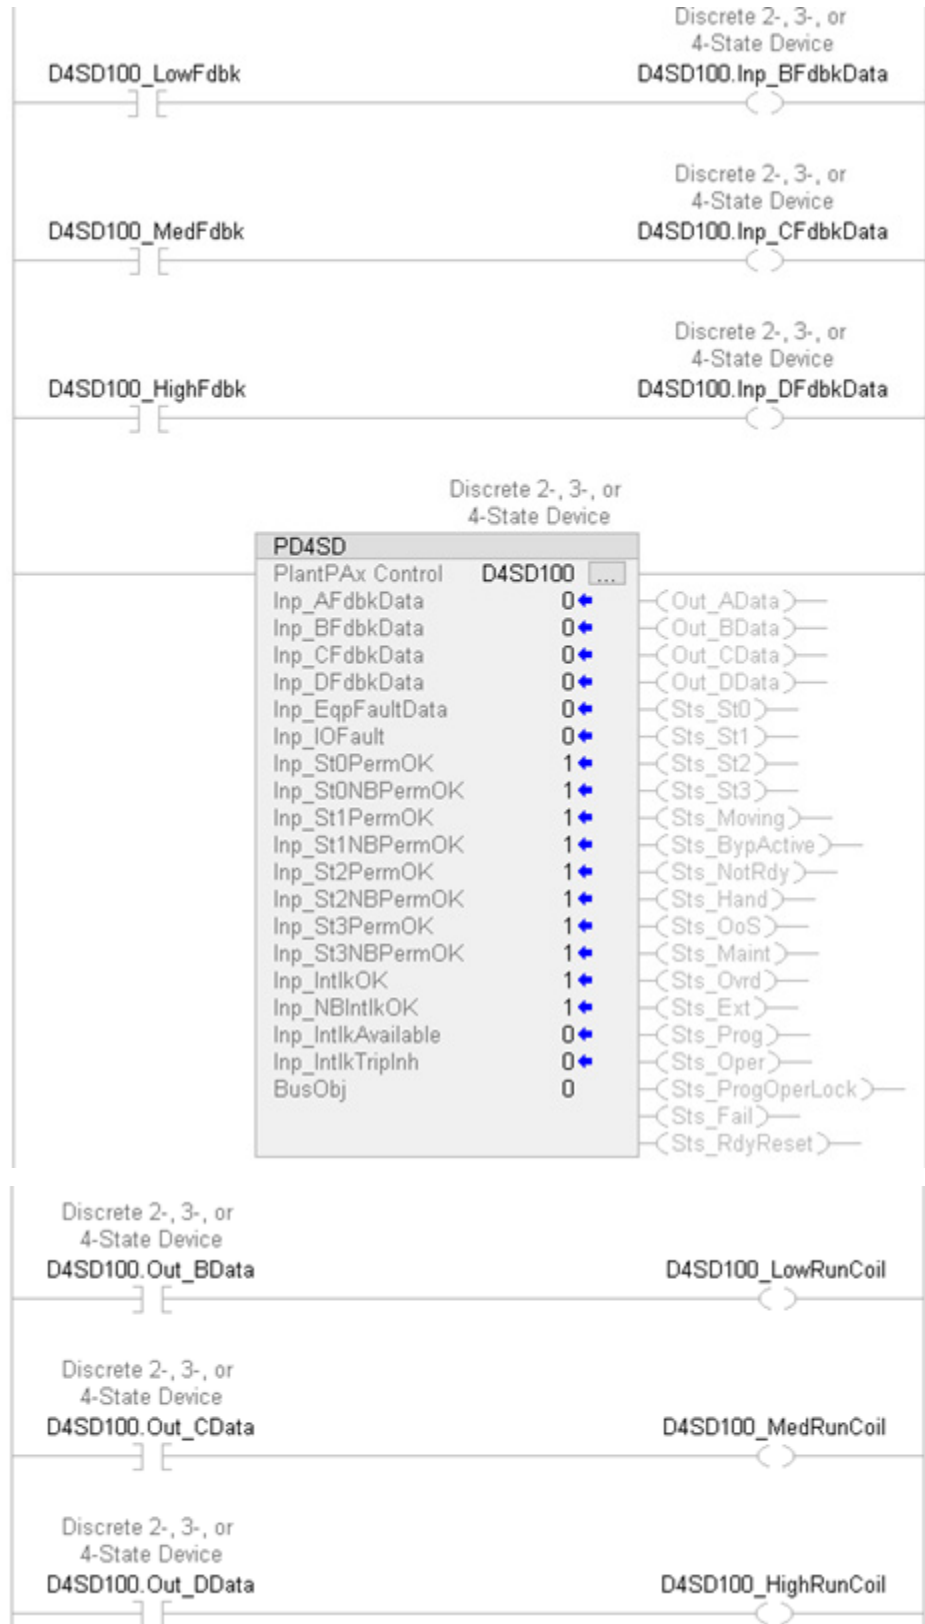 Discrete 2-, 3-, or
4-State Device
D4SD100_LowFdbk
D4SD100.Inp_BFdbkData
Discrete 2-, 3-, or
4-State Device
D4SD100_MedFdbk
D4SD100.Inp_CFdbkData
Discrete 2-, 3-, or
4-State Device
D4SD100_HighFdbk
D4SD100.Inp_DFdbkData
Discrete 2-, 3-, or
4-State Device
PD4SD
PlantPAx Control D4SD100 ...
Inp_AFdbkData 0 Out_AData
Inp_BFdbkData 0 Out_BData
Inp_CFdbkData 0 Out_CData
Inp_DFdbkData 0 Out_DData
Inp_EqpFaultData 0 Sts_St0
Inp_IOFault 0 Sts_St1
Inp_St0PermOK 1 Sts_St2
Inp_St0NBPermOK 1 Sts_St3
Inp_St1PermOK 1 Sts_Moving
Inp_St1NBPermOK 1 Sts_BypActive
Inp_St2PermOK 1 Sts_NotRdy
Inp_St2NBPermOK 1 Sts_Hand
Inp_St3PermOK 1 Sts_OoS
Inp_St3NBPermOK 1 Sts_Maint
Inp_IntlkOK 1 Sts_Ovrd
Inp_NBIntlkOK 1 Sts_Ext
Inp_IntlkAvailable 0 Sts_Prog
Inp_IntlkTripInh 0 Sts_Oper
BusObj 0 Sts_ProgOperLock
Sts_Fail
Sts_RdyReset
Discrete 2-, 3-, or
4-State Device
D4SD100.Out_BData
D4SD100_LowRunCoil
Discrete 2-, 3-, or
4-State Device
D4SD100.Out_CData
D4SD100_MedRunCoil
Discrete 2-, 3-, or
4-State Device
D4SD100.Out_DData
D4SD100_HighRunCoil